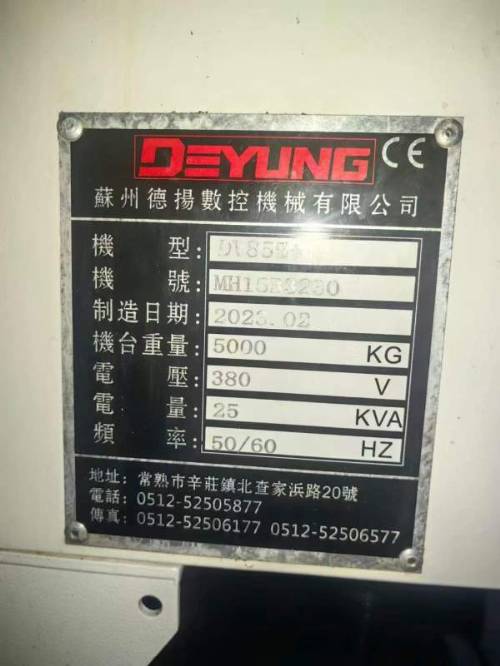 DEYUNG CE
蘇州德揚數控機械有限公司
機 型:
機 號:
制造日期: 2023.02
機台重量: 5000 KG
電 壓: 380 V
電 量: 25 KVA
頻 率: 50/60 HZ
地址: 常熟市辛莊鎮北查家浜路20號
電話: 0512-52505877
傳真: 0512-52506177 0512-52506577